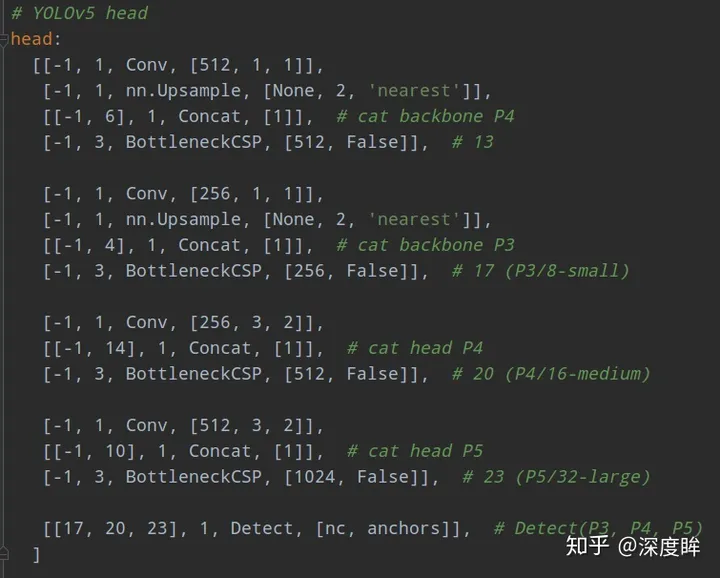 # YOLOv5 head
head:
  [[-1, 1, Conv, [512, 1, 1]],
   [-1, 1, nn.Upsample, [None, 2, 'nearest']],
   [[-1, 6], 1, Concat, [1]],  # cat backbone P4
   [-1, 3, BottleneckCSP, [512, False]],  # 13

   [-1, 1, Conv, [256, 1, 1]],
   [-1, 1, nn.Upsample, [None, 2, 'nearest']],
   [[-1, 4], 1, Concat, [1]],  # cat backbone P3
   [-1, 3, BottleneckCSP, [256, False]],  # 17 (P3/8-small)

   [-1, 1, Conv, [256, 3, 2]],
   [[-1, 14], 1, Concat, [1]],  # cat head P4
   [-1, 3, BottleneckCSP, [512, False]],  # 20 (P4/16-medium)

   [-1, 1, Conv, [512, 3, 2]],
   [[-1, 10], 1, Concat, [1]],  # cat head P5
   [-1, 3, BottleneckCSP, [1024, False]],  # 23 (P5/32-large)

   [[17, 20, 23], 1, Detect, [nc, anchors]],  # Detect(P3, P4, P5)
  ]
知乎 @深度眸